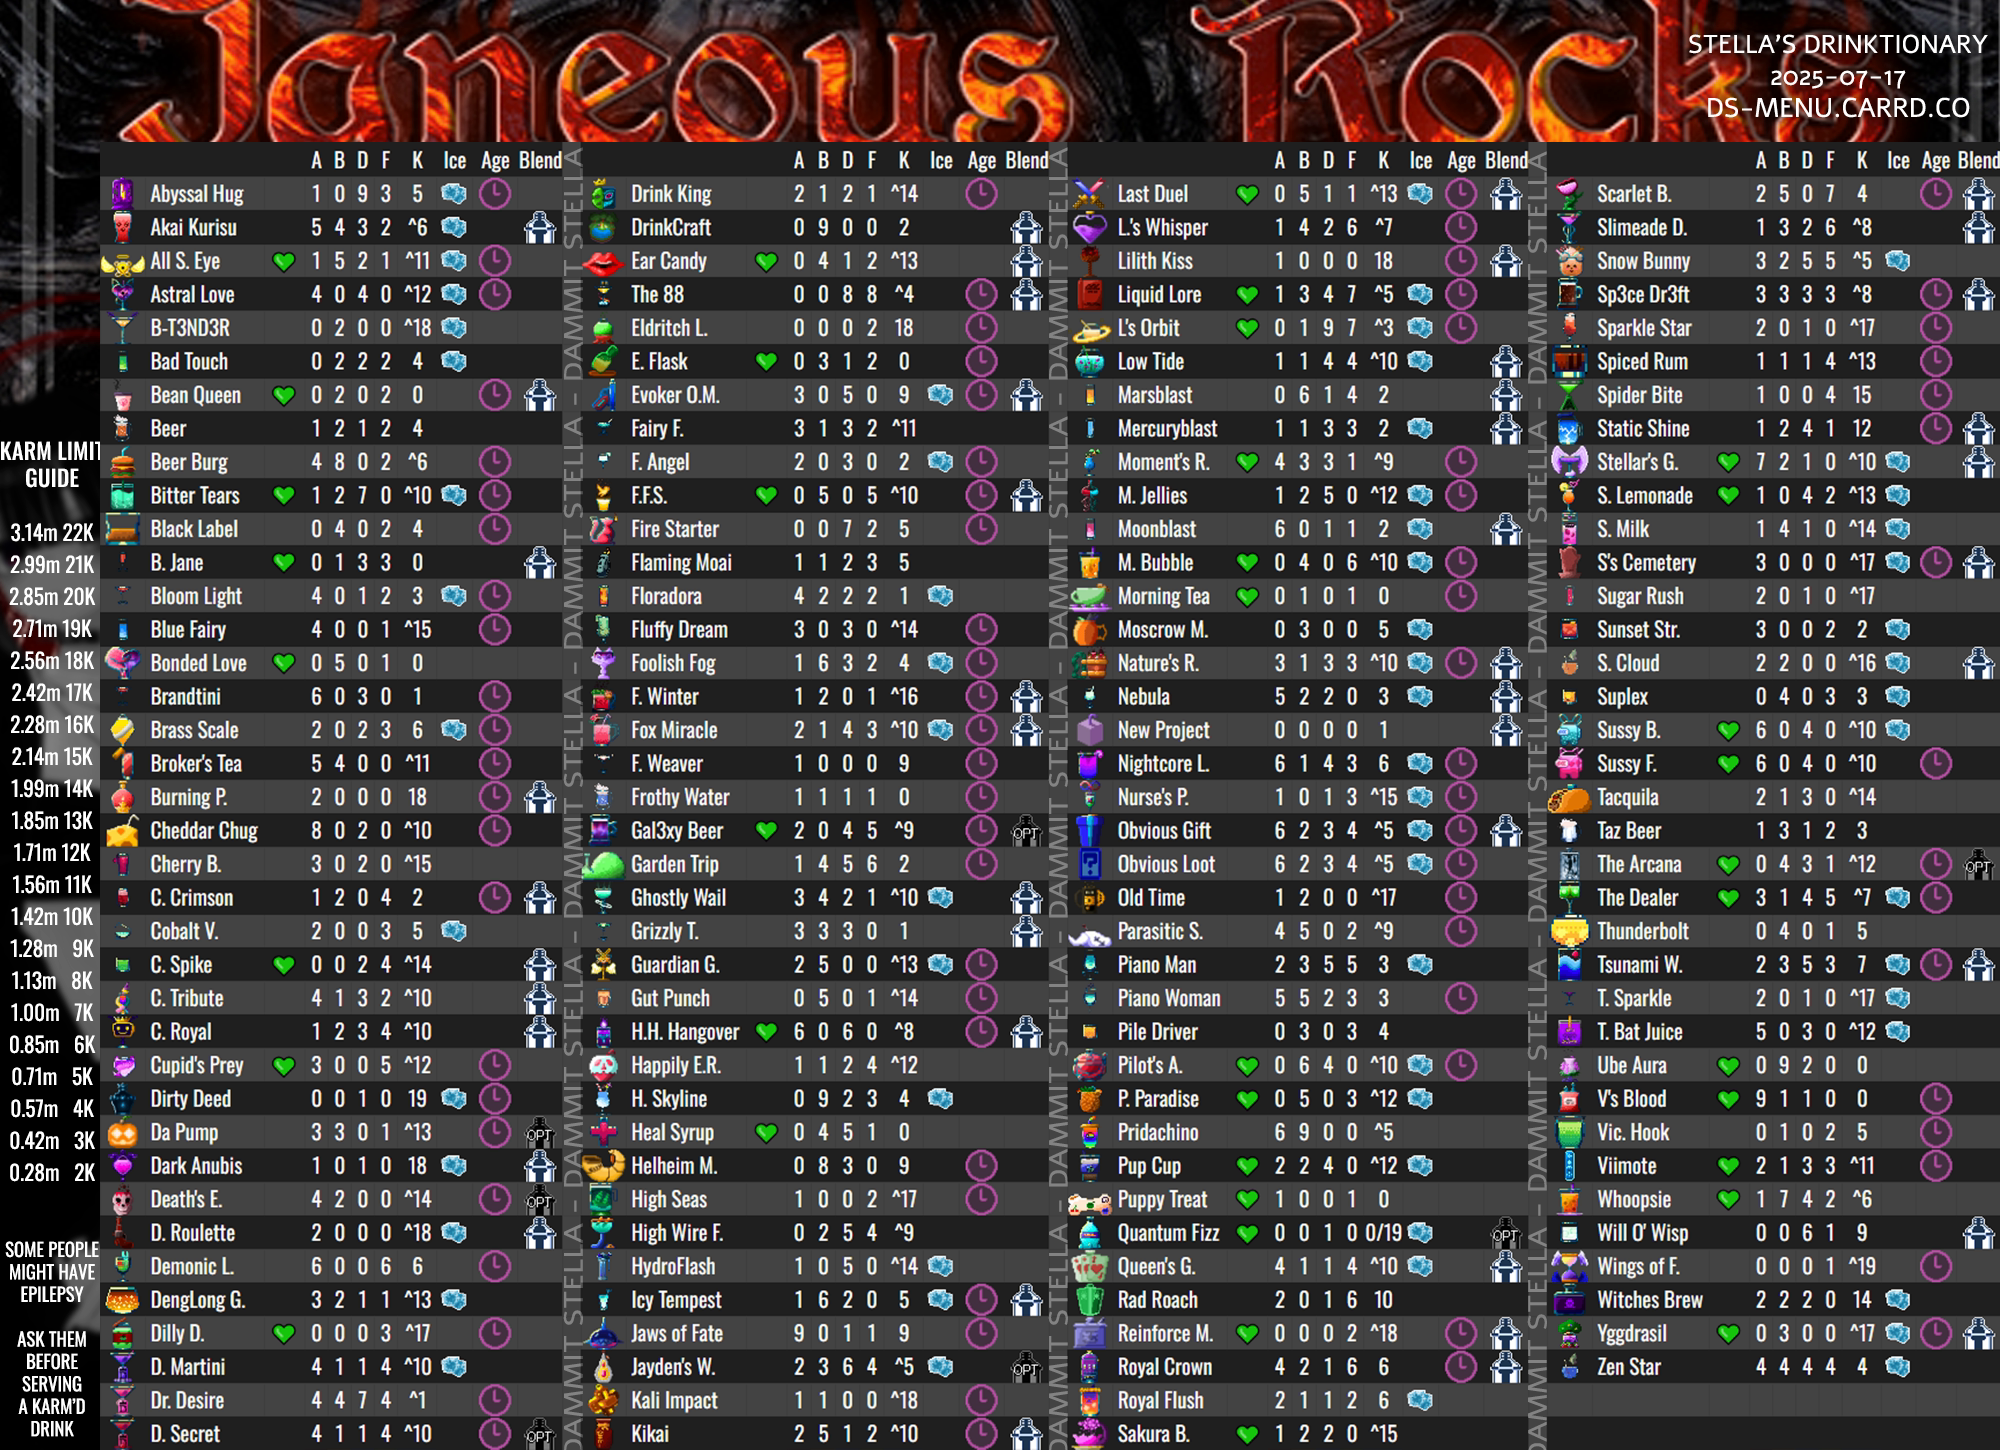 Igneous Rocks
STELLA'S DRINKTIONARY
2025-07-17
DS-MENU.CARRD.CO
KARM LIMIT
GUIDE
3.14m 22K
2.99m 21K
2.85m 20K
2.71m 19K
2.56m 18K
2.42m 17K
2.28m 16K
2.14m 15K
1.99m 14K
1.85m 13K
1.71m 12K
1.56m 11K
1.42m 10K
1.28m 9K
1.13m 8K
1.00m 7K
0.85m 6K
0.71m 5K
0.57m 4K
0.42m 3K
0.28m 2K
SOME PEOPLE
MIGHT HAVE
EPILEPSY
ASK THEM
BEFORE
SERVING
A KARM'D
DRINK
A B D F K Ice Age Blend
Abyssal Hug 1 0 9 3 5
Akai Kurisu 5 4 3 2 ^6
All S. Eye 1 5 2 1 ^11
Astral Love 4 0 4 0 ^12
B-T3ND3R 0 2 0 0 ^18
Bad Touch 0 2 2 2 4
Bean Queen 0 2 0 2 0
Beer 1 2 1 2 4
Beer Burg 4 8 0 2 ^6
Bitter Tears 1 2 7 0 ^10
Black Label 0 4 0 2 4
B. Jane 0 1 3 3 0
Bloom Light 4 0 1 2 3
Blue Fairy 4 0 0 1 ^15
Bonded Love 0 5 0 1 0
Brandtini 6 0 3 0 1
Brass Scale 2 0 2 3 6
Broker's Tea 5 4 0 0 ^11
Burning P. 2 0 0 0 18
Cheddar Chug 8 0 2 0 ^10
Cherry B. 3 0 2 0 ^15
C. Crimson 1 2 0 4 2
Cobalt V. 2 0 0 3 5
C. Spike 0 0 2 4 ^14
C. Tribute 4 1 3 2 ^10
C. Royal 1 2 3 4 ^10
Cupid's Prey 3 0 0 5 ^12
Dirty Deed 0 0 1 0 19
Da Pump 3 3 0 1 ^13 OPT
Dark Anubis 1 0 1 0 18
Death's E. 4 2 0 0 ^14 OPT
D. Roulette 2 0 0 0 ^18
Demonic L. 6 0 0 6 6
DengLong G. 3 2 1 1 ^13
Dilly D. 0 0 0 3 ^17
D. Martini 4 1 1 4 ^10
Dr. Desire 4 4 7 4 ^1
D. Secret 4 1 1 4 ^10 OPT
DAMMIT STELLA - DAMMIT STELLA - DAMMIT STELLA
A B D F K Ice Age Blend
Drink King 2 1 2 1 ^14
DrinkCraft 0 9 0 0 2
Ear Candy 0 4 1 2 ^13
The 88 0 0 8 8 ^4
Eldritch L. 0 0 0 2 18
E. Flask 0 3 1 2 0
Evoker O.M. 3 0 5 0 9
Fairy F. 3 1 3 2 ^11
F. Angel 2 0 3 0 2
F.F.S. 0 5 0 5 ^10
Fire Starter 0 0 7 2 5
Flaming Moai 1 1 2 3 5
Floradora 4 2 2 2 1
Fluffy Dream 3 0 3 0 ^14
Foolish Fog 1 6 3 2 4
F. Winter 1 2 0 1 ^16
Fox Miracle 2 1 4 3 ^10
F. Weaver 1 0 0 0 9
Frothy Water 1 1 1 1 0
Gal3xy Beer 2 0 4 5 ^9 OPT
Garden Trip 1 4 5 6 2
Ghostly Wail 3 4 2 1 ^10
Grizzly T. 3 3 3 0 1
Guardian G. 2 5 0 0 ^13
Gut Punch 0 5 0 1 ^14
H.H. Hangover 6 0 6 0 ^8
Happily E.R. 1 1 2 4 ^12
H. Skyline 0 9 2 3 4
Heal Syrup 0 4 5 1 0
Helheim M. 0 8 3 0 9
High Seas 1 0 0 2 ^17
High Wire F. 0 2 5 4 ^9
HydroFlash 1 0 5 0 ^14
Icy Tempest 1 6 2 0 5
Jaws of Fate 9 0 1 1 9
Jayden's W. 2 3 6 4 ^5 OPT
Kali Impact 1 1 0 0 ^18
Kikai 2 5 1 2 ^10
DAMMIT STELLA - DAMMIT STELLA - DAMMIT STELLA
A B D F K Ice Age Blend
Last Duel 0 5 1 1 ^13
L.'s Whisper 1 4 2 6 ^7
Lilith Kiss 1 0 0 0 18
Liquid Lore 1 3 4 7 ^5
L's Orbit 0 1 9 7 ^3
Low Tide 1 1 4 4 ^10
Marsblast 0 6 1 4 2
Mercuryblast 1 1 3 3 2
Moment's R. 4 3 3 1 ^9
M. Jellies 1 2 5 0 ^12
Moonblast 6 0 1 1 2
M. Bubble 0 4 0 6 ^10
Morning Tea 0 1 0 1 0
Moscrow M. 0 3 0 0 5
Nature's R. 3 1 3 3 ^10
Nebula 5 2 2 0 3
New Project 0 0 0 0 1
Nightcore L. 6 1 4 3 6
Nurse's P. 1 0 1 3 ^15
Obvious Gift 6 2 3 4 ^5
Obvious Loot 6 2 3 4 ^5
Old Time 1 2 0 0 ^17
Parasitic S. 4 5 0 2 ^9
Piano Man 2 3 5 5 3
Piano Woman 5 5 2 3 3
Pile Driver 0 3 0 3 4
Pilot's A. 0 6 4 0 ^10
P. Paradise 0 5 0 3 ^12
Pridachino 6 9 0 0 ^5
Pup Cup 2 2 4 0 ^12
Puppy Treat 1 0 0 1 0
Quantum Fizz 0 0 1 0 0/19 OPT
Queen's G. 4 1 1 4 ^10
Rad Roach 2 0 1 6 10
Reinforce M. 0 0 0 2 ^18
Royal Crown 4 2 1 6 6
Royal Flush 2 1 1 2 6
Sakura B. 1 2 2 0 ^15
DAMMIT STELLA - DAMMIT STELLA - DAMMIT STELLA
A B D F K Ice Age Blend
Scarlet B. 2 5 0 7 4
Slimeade D. 1 3 2 6 ^8
Snow Bunny 3 2 5 5 ^5
Sp3ce Dr3ft 3 3 3 3 ^8
Sparkle Star 2 0 1 0 ^17
Spiced Rum 1 1 1 4 ^13
Spider Bite 1 0 0 4 15
Static Shine 1 2 4 1 12
Stellar's G. 7 2 1 0 ^10
S. Lemonade 1 0 4 2 ^13
S. Milk 1 4 1 0 ^14
S's Cemetery 3 0 0 0 ^17
Sugar Rush 2 0 1 0 ^17
Sunset Str. 3 0 0 2 2
S. Cloud 2 2 0 0 ^16
Suplex 0 4 0 3 3
Sussy B. 6 0 4 0 ^10
Sussy F. 6 0 4 0 ^10
Tacquila 2 1 3 0 ^14
Taz Beer 1 3 1 2 3
The Arcana 0 4 3 1 ^12 OPT
The Dealer 3 1 4 5 ^7
Thunderbolt 0 4 0 1 5
Tsunami W. 2 3 5 3 7
T. Sparkle 2 0 1 0 ^17
T. Bat Juice 5 0 3 0 ^12
Ube Aura 0 9 2 0 0
V's Blood 9 1 1 0 0
Vic. Hook 0 1 0 2 5
Viimote 2 1 3 3 ^11
Whoopsie 1 7 4 2 ^6
Will O' Wisp 0 0 6 1 9
Wings of F. 0 0 0 1 ^19
Witches Brew 2 2 2 0 14
Yggdrasil 0 3 0 0 ^17
Zen Star 4 4 4 4 4